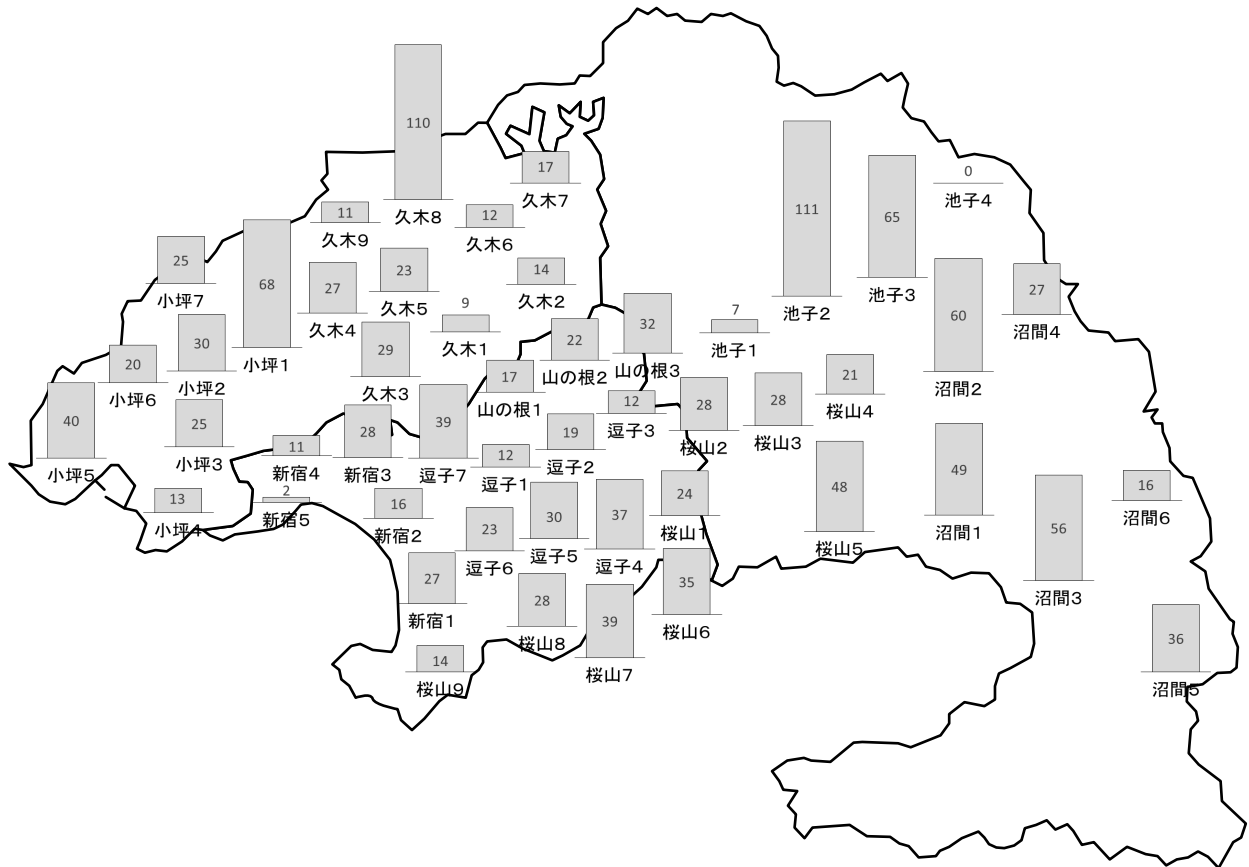 110
久木8
17
久木7
111
池子2
65
池子3
0
池子4
11
久木9
12
久木6
25
小坪7
68
小坪1
27
久木4
23
久木5
14
久木2
60
沼間2
27
沼間4
9
久木1
7
池子1
32
山の根3
22
山の根2
30
小坪2
20
小坪6
29
久木3
17
山の根1
21
桜山4
40
小坪5
25
小坪3
11
新宿4
28
新宿3
39
逗子7
12
逗子1
19
逗子2
12
逗子3
28
桜山2
28
桜山3
13
小坪4
2
新宿5
16
新宿2
23
逗子6
30
逗子5
37
逗子4
24
桜山1
48
桜山5
49
沼間1
16
沼間6
56
沼間3
27
新宿1
28
桜山8
39
桜山7
35
桜山6
14
桜山9
36
沼間5